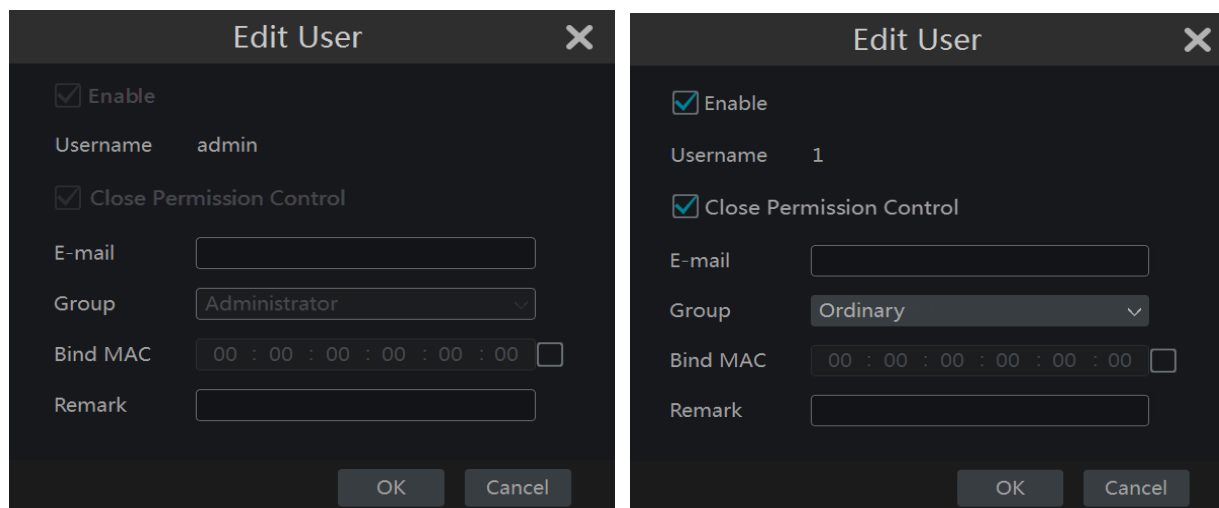 Edit User
Enable
Username admin
Close Permission Control
E-mail
Group Administrator
Bind MAC 00 : 00 : 00 : 00 : 00 : 00
Remark
OK Cancel
Edit User
Enable
Username 1
Close Permission Control
E-mail
Group Ordinary
Bind MAC 00 : 00 : 00 : 00 : 00 : 00
Remark
OK Cancel